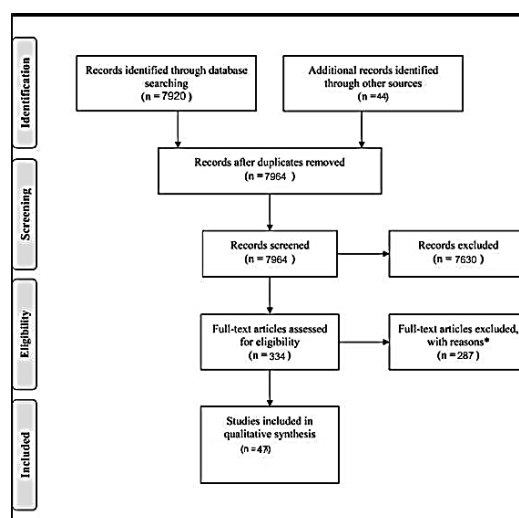 Identification
Records identified through database
searching
(n = 7920 )
Additional records identified
through other sources
(n = 44)
Records after duplicates removed
(n = 7964 )
Screening
Records screened
(n = 7964 )
Records excluded
(n = 7630 )
Eligibility
Full-text articles assessed
for eligibility
(n = 334 )
Full-text articles excluded,
with reasons*
(n = 287 )
Included
Studies included in
qualitative synthesis
(n = 47)